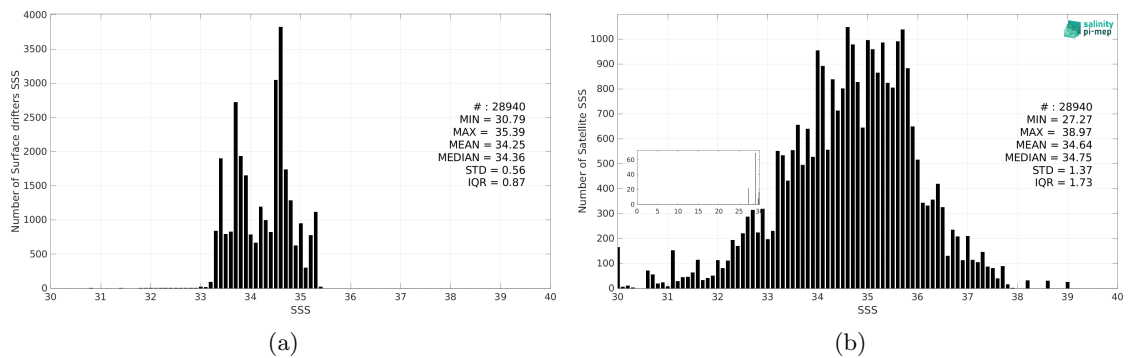 4000
3500
3000
2500
2000
1500
1000
500
0
Number of Surface drifters SSS
# : 28940
MIN = 30.79
MAX = 35.39
MEAN = 34.25
MEDIAN = 34.36
STD = 0.56
IQR = 0.87
30 31 32 33 34 35 36 37 38 39 40
SSS
(a)
salinity
pi-mep
1000
900
800
700
600
500
400
300
200
100
0
Number of Satellite SSS
# : 28940
MIN = 27.27
MAX = 38.97
MEAN = 34.64
MEDIAN = 34.75
STD = 1.37
IQR = 1.73
60
40
20
0
0 5 10 15 20 25 30
30 31 32 33 34 35 36 37 38 39 40
SSS
(b)